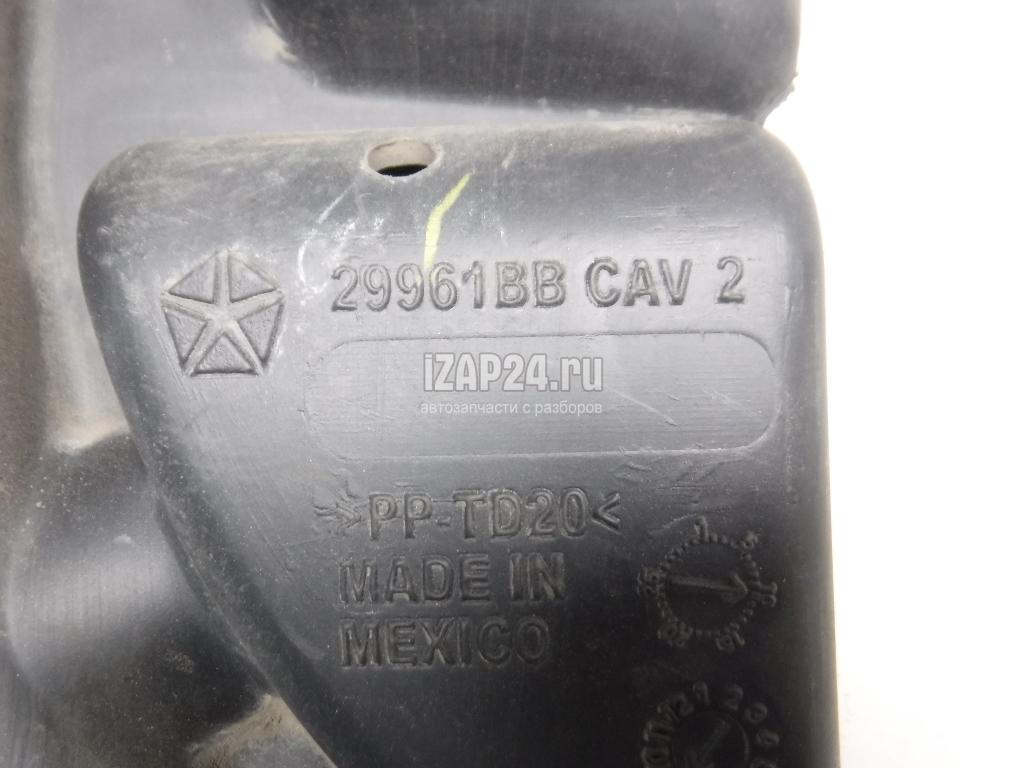 29961BB CAV 2
iZAP24.ru
автозапчасти с разборов
>PP-TD20<
MADE IN
MEXICO